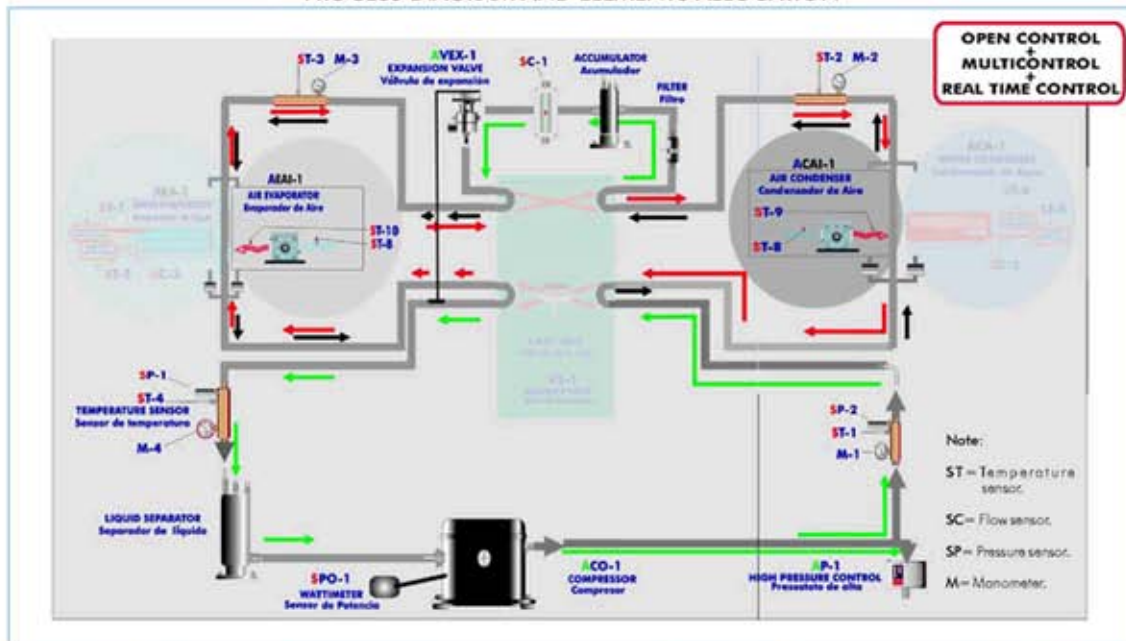 OPEN CONTROL
+
MULTICONTROL
+
REAL TIME CONTROL
ST-3 M-3
AVEX-1
EXPANSION VALVE
Válvula de expansión
SC-1
ACCUMULATOR
Acumulador
FILTER
Filtro
ST-2 M-2
AEAI-1
AIR EVAPORATOR
Evaporador de Aire
ST-10
ST-8
ACAI-1
AIR CONDENSER
Condensador de Aire
ST-9
ST-8
SP-1
ST-4
TEMPERATURE SENSOR
Sensor de temperatura
M-4
SP-2
ST-1
M-1
LIQUID SEPARATOR
Separador de líquido
SPO-1
WATTIMETER
Sensor de Potencia
ACO-1
COMPRESSOR
Compresor
AP-1
HIGH PRESSURE CONTROL
Presostato de alta
Note:
ST= Temperature
sensor.
SC= Flow sensor.
SP= Pressure sensor.
M= Manometer.